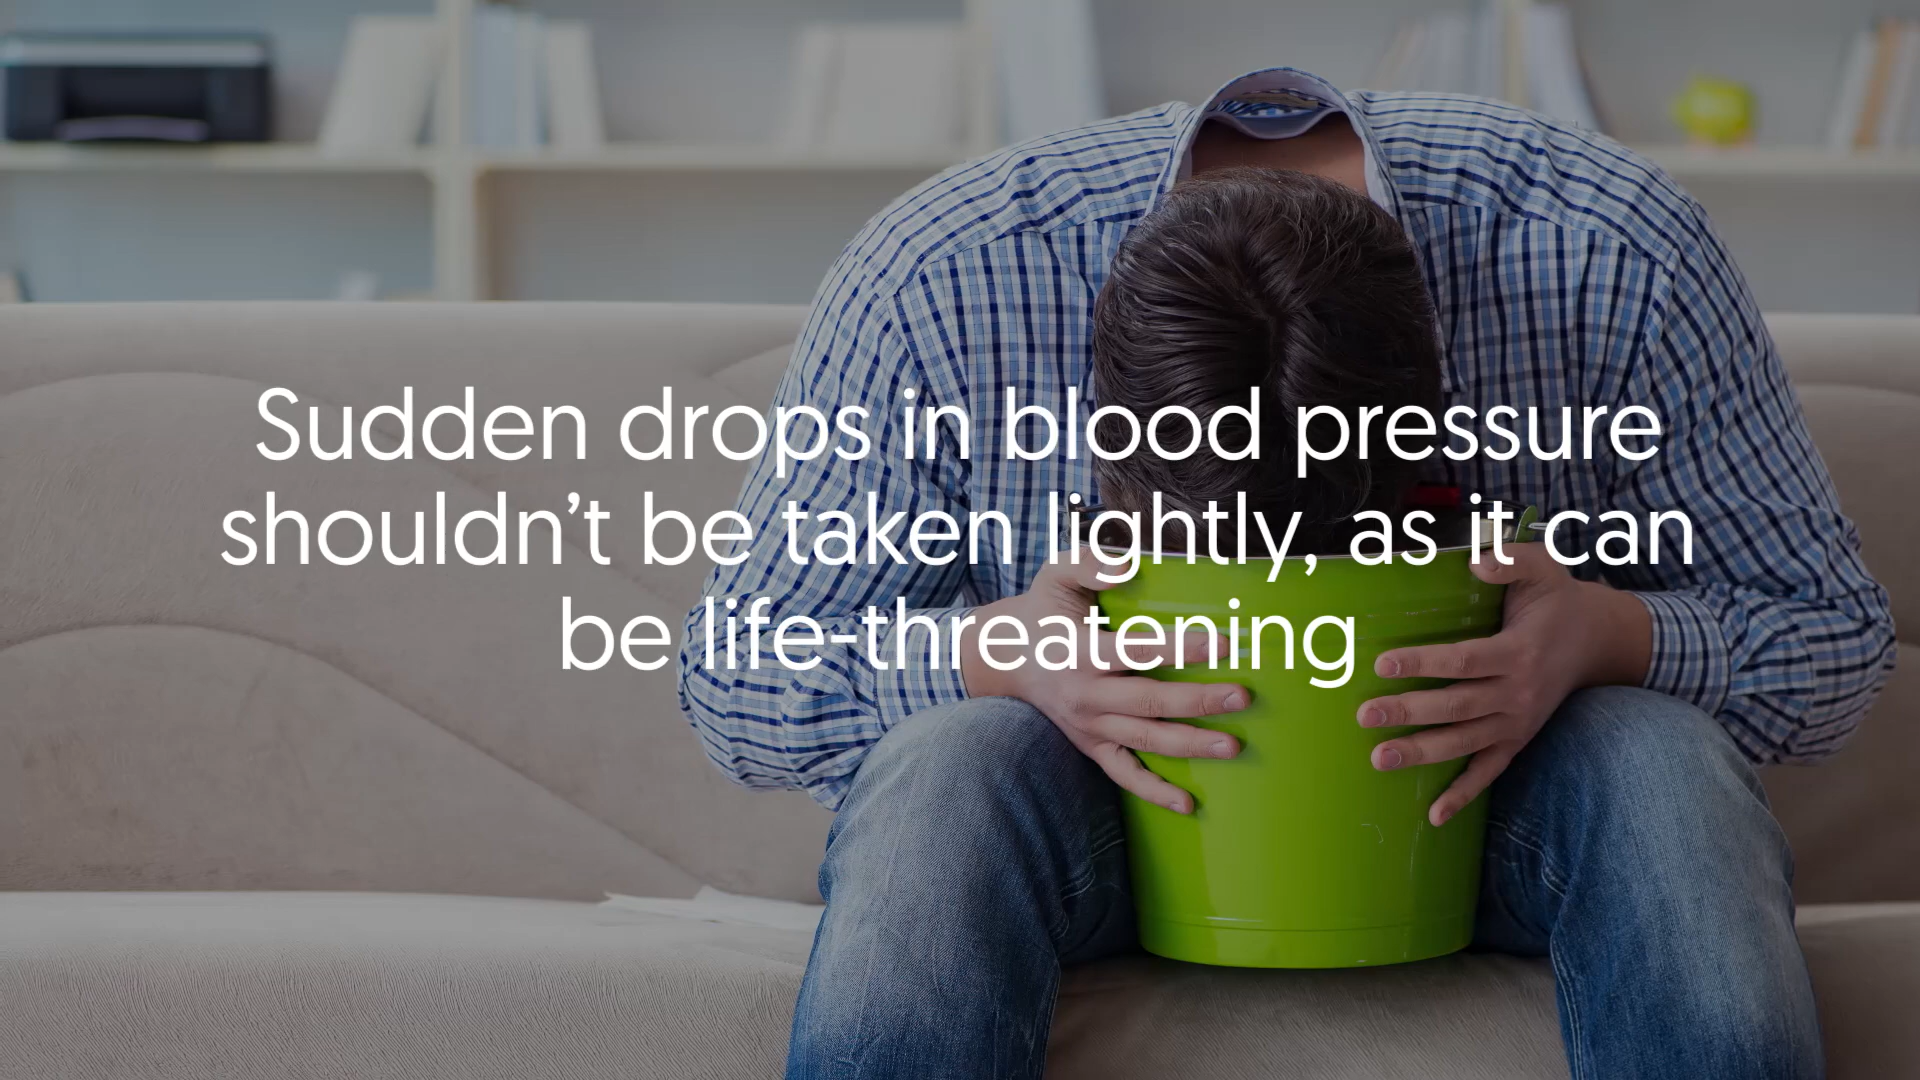 Sudden drops in blood pressure
shouldn’t be taken lightly, as it can
be life-threatening